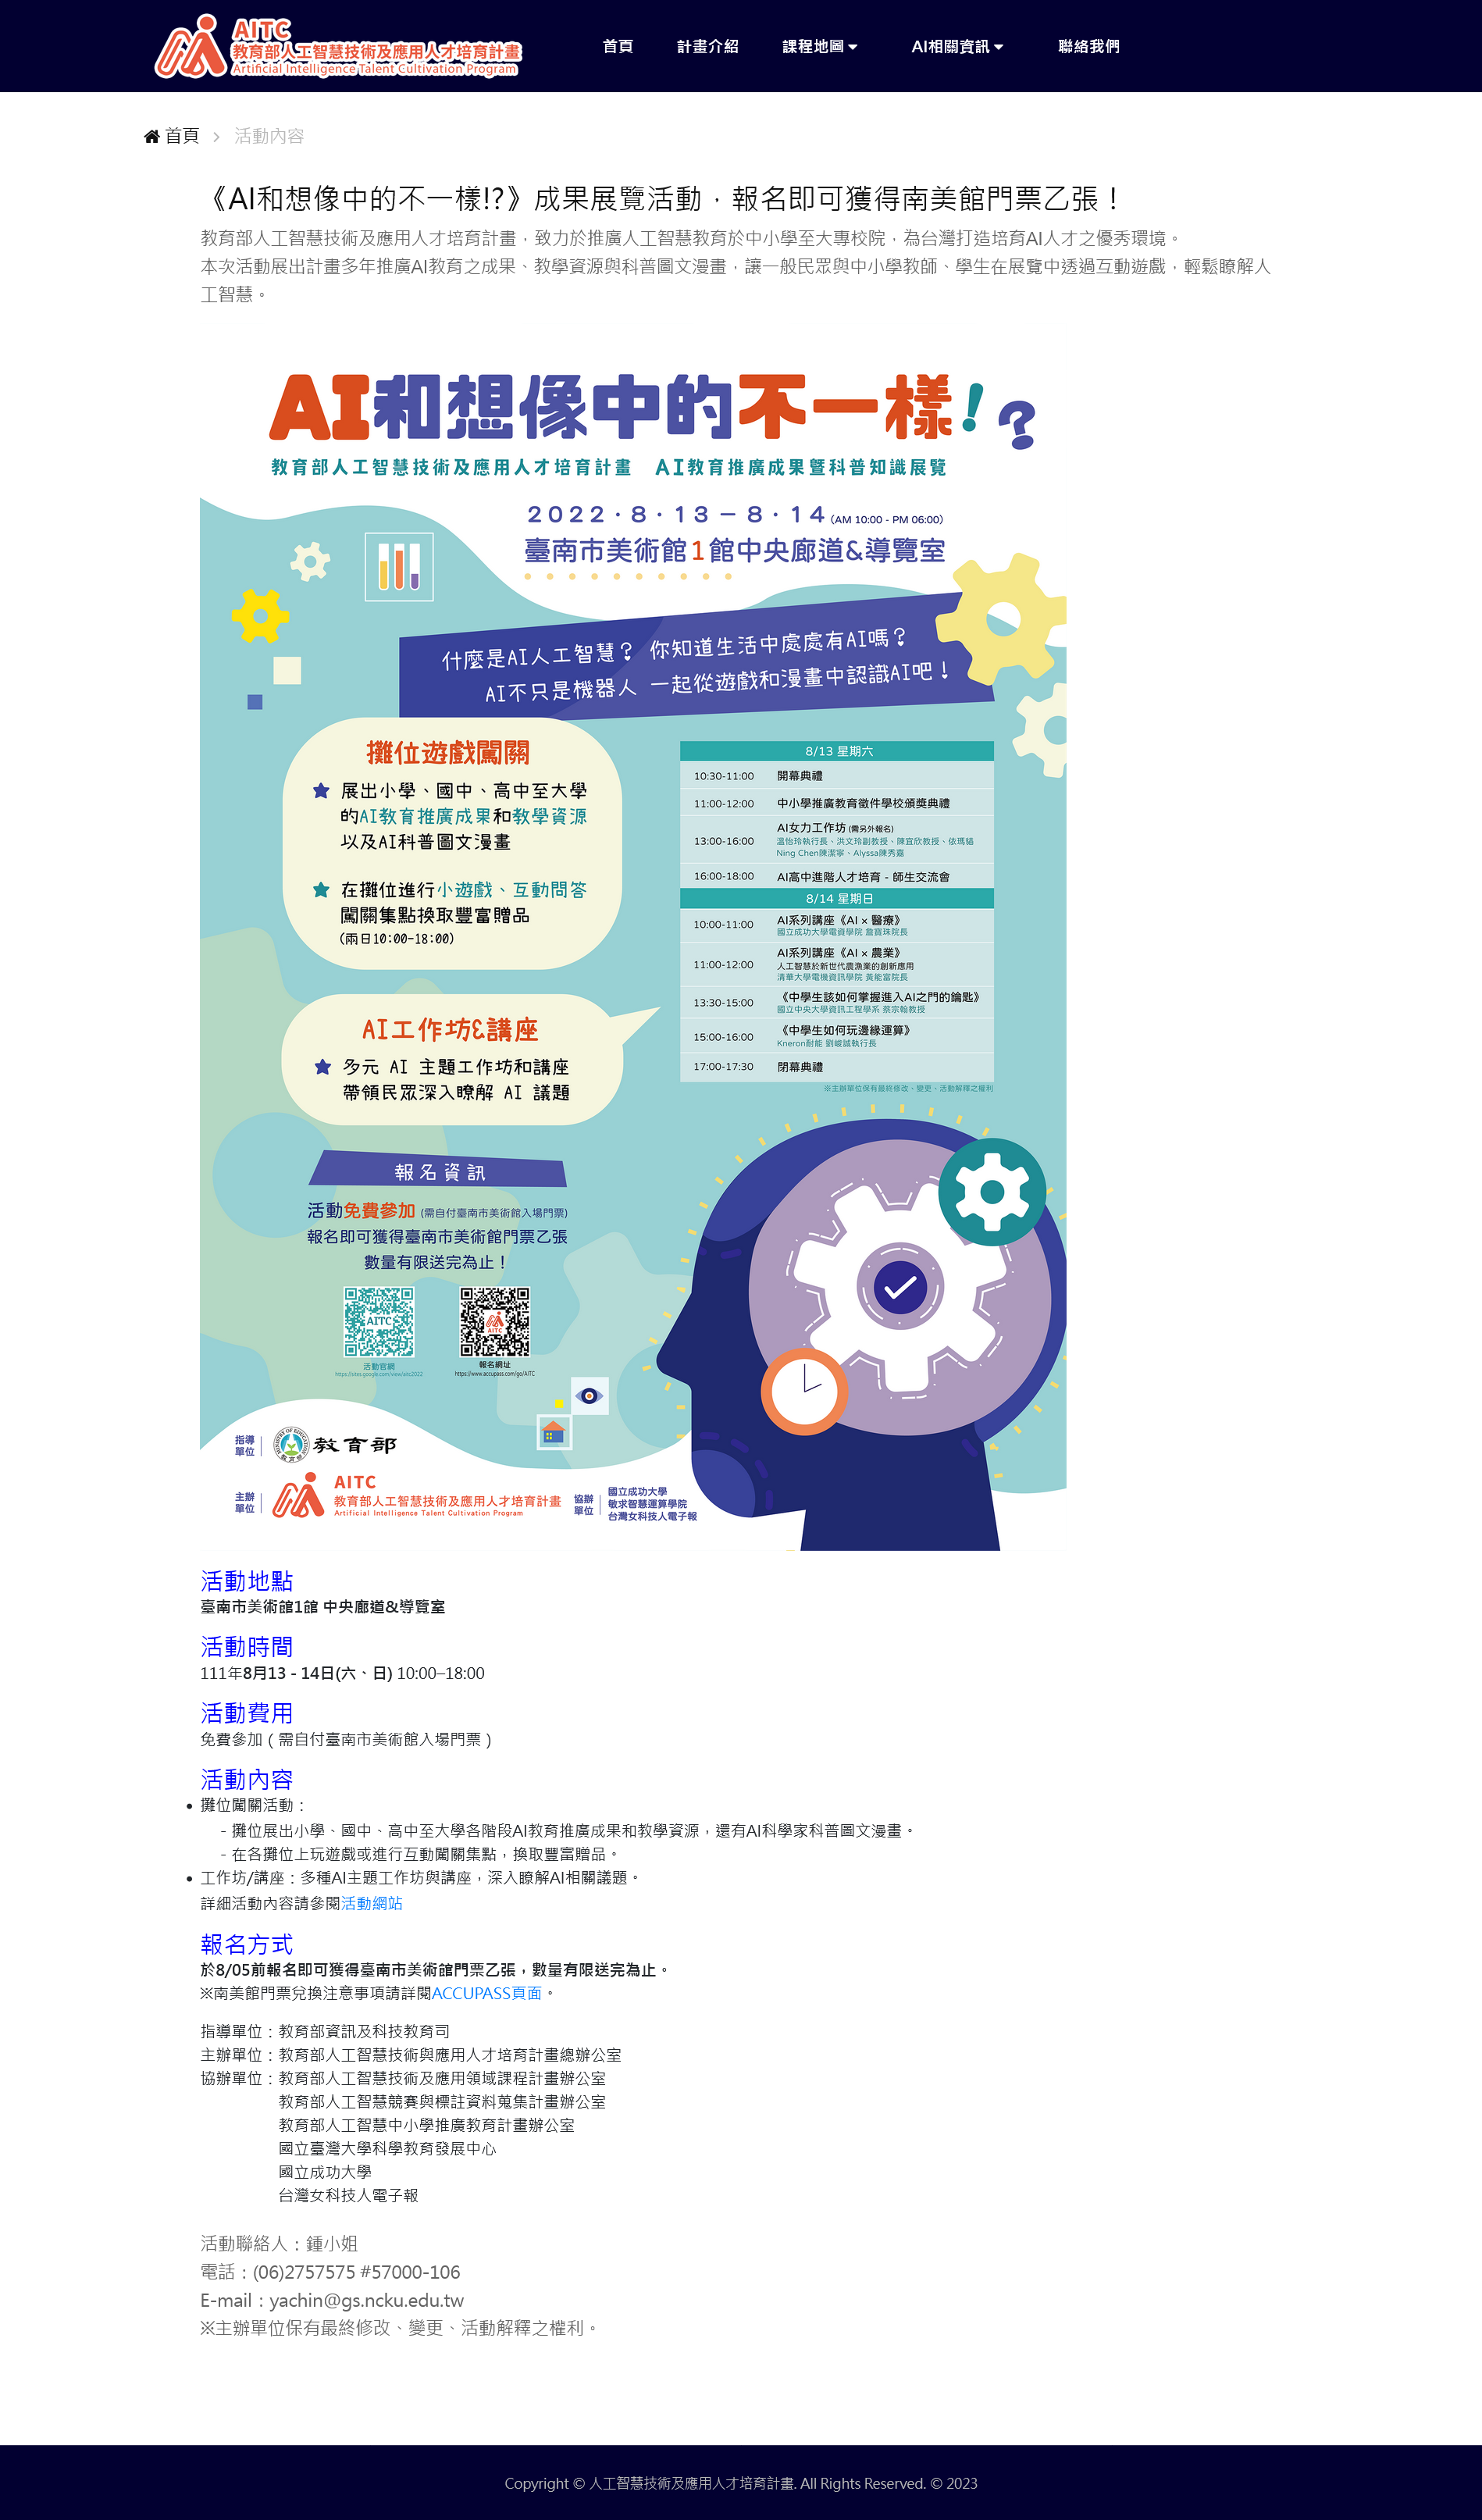 AITC
教育部人工智慧技術及應用人才培育計畫
Artificial Intelligence Talent Cultivation Program
首頁
計畫介紹
課程地圖
AI相關資訊
聯絡我們
首頁
活動內容
《AI和想像中的不一樣!?》成果展覽活動，報名即可獲得南美館門票乙張！
教育部人工智慧技術及應用人才培育計畫，致力於推廣人工智慧教育於中小學至大專校院，為台灣打造培育AI人才之優秀環境。
本次活動展出計畫多年推廣AI教育之成果、教學資源與科普圖文漫畫，讓一般民眾與中小學教師、學生在展覽中透過互動遊戲，輕鬆瞭解人
工智慧。
AI和想像中的不一樣!?
教育部人工智慧技術及應用人才培育計畫 AI教育推廣成果暨科普知識展覽
2022・8・13－8・14 (AM 10:00 - PM 06:00)
臺南市美術館1館中央廊道&導覽室
什麼是AI人工智慧？ 你知道生活中處處有AI嗎？
AI不只是機器人 一起從遊戲和漫畫中認識AI吧！
攤位遊戲闖關
展出小學、國中、高中至大學
的AI教育推廣成果和教學資源
以及AI科普圖文漫畫
在攤位進行小遊戲、互動問答
闖關集點換取豐富贈品
(兩日10:00-18:00)
8/13 星期六
10:30-11:00 開幕典禮
11:00-12:00 中小學推廣教育徵件學校頒獎典禮
13:00-16:00 AI女力工作坊 (需另外報名)
溫怡玲執行長、洪文玲副教授、陳宜欣教授、依瑪貓
Ning Chen陳潔寧、Alyssa陳秀嘉
16:00-18:00 AI高中進階人才培育 - 師生交流會
8/14 星期日
10:00-11:00 AI系列講座《AI × 醫療》
國立成功大學電資學院 詹寶珠院長
11:00-12:00 AI系列講座《AI × 農業》
人工智慧於新世代農漁業的創新應用
清華大學電機資訊學院 黃能富院長
13:30-15:00 《中學生該如何掌握進入AI之門的鑰匙》
國立中央大學資訊工程學系 蔡宗翰教授
15:00-16:00 《中學生如何玩邊緣運算》
Kneron耐能 劉峻誠執行長
17:00-17:30 閉幕典禮
※主辦單位保有最終修改、變更、活動解釋之權利
AI工作坊&講座
多元 AI 主題工作坊和講座
帶領民眾深入瞭解 AI 議題
報名資訊
活動免費參加 (需自付臺南市美術館入場門票)
報名即可獲得臺南市美術館門票乙張
數量有限送完為止！
AITC
AITC
活動官網
報名網址
https://www.accupass.com/go/AITC
指導
單位
教育部
主辦
單位
AITC
教育部人工智慧技術及應用人才培育計畫
Artificial Intelligence Talent Cultivation Program
協辦
單位
國立成功大學
敏求智慧運算學院
台灣女科技人電子報
活動地點
臺南市美術館1館 中央廊道&導覽室
活動時間
111年8月13 - 14日(六、日) 10:00–18:00
活動費用
免費參加（需自付臺南市美術館入場門票）
活動內容
• 攤位闖關活動：
- 攤位展出小學、國中、高中至大學各階段AI教育推廣成果和教學資源，還有AI科學家科普圖文漫畫。
- 在各攤位上玩遊戲或進行互動闖關集點，換取豐富贈品。
• 工作坊/講座：多種AI主題工作坊與講座，深入瞭解AI相關議題。
詳細活動內容請參閱活動網站
報名方式
於8/05前報名即可獲得臺南市美術館門票乙張，數量有限送完為止。
※南美館門票兌換注意事項請詳閱ACCUPASS頁面。
指導單位：教育部資訊及科技教育司
主辦單位：教育部人工智慧技術與應用人才培育計畫總辦公室
協辦單位：教育部人工智慧技術及應用領域課程計畫辦公室
教育部人工智慧競賽與標註資料蒐集計畫辦公室
教育部人工智慧中小學推廣教育計畫辦公室
國立臺灣大學科學教育發展中心
國立成功大學
台灣女科技人電子報
活動聯絡人：鍾小姐
電話：(06)2757575 #57000-106
E-mail：yachin@gs.ncku.edu.tw
※主辦單位保有最終修改、變更、活動解釋之權利。
Copyright © 人工智慧技術及應用人才培育計畫. All Rights Reserved. © 2023